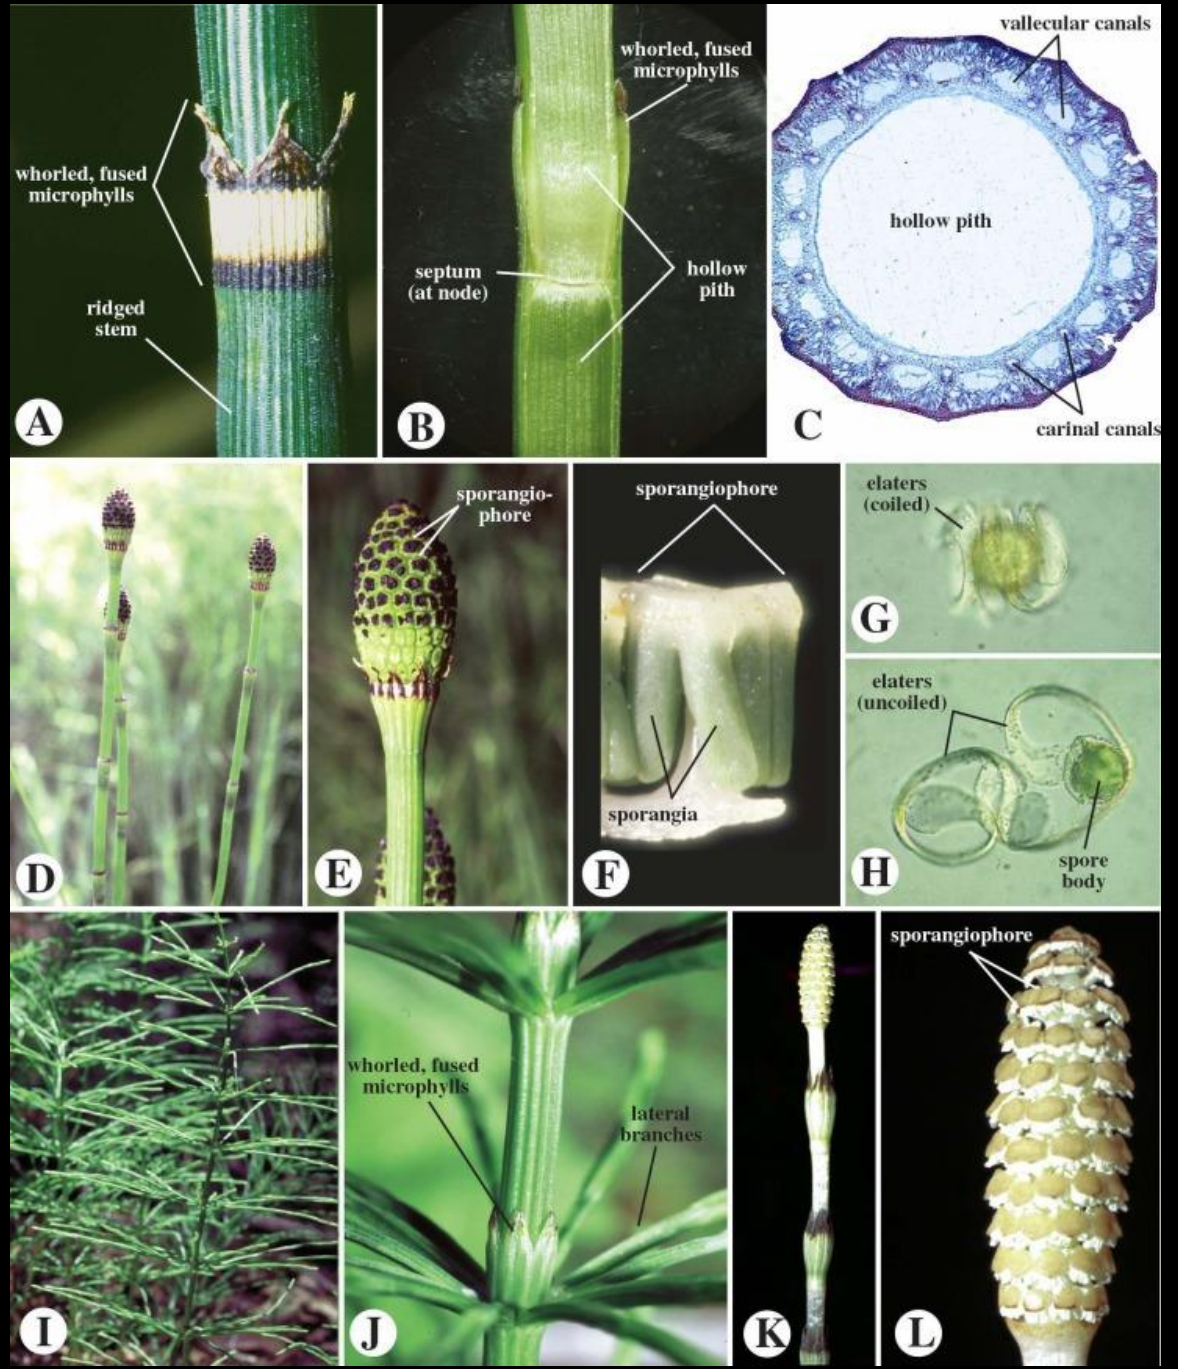 whorled, fused
microphylls
ridged
stem
A
whorled, fused
microphylls
septum
(at node)
hollow
pith
B
vallecular canals
hollow pith
carinal canals
C
D
sporangio-
phore
E
sporangiophore
sporangia
F
elaters
(coiled)
G
elaters
(uncoiled)
spore
body
H
I
whorled, fused
microphylls
lateral
branches
J
K
sporangiophore
L